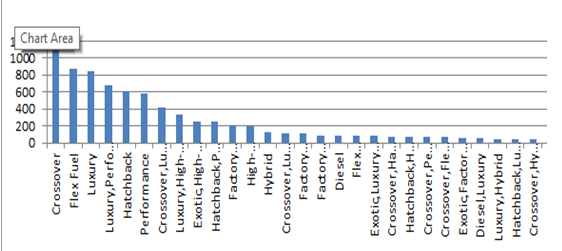 Chart Area
1
1000
800
600
400
200
0
Crossover
Flex Fuel
Luxury
Luxury,Perfo...
Hatchback
Performance
Crossover,Lu...
Luxury,High-...
Exotic,High-...
Hatchback,P...
Factory...
High-...
Hybrid
Crossover,Lu...
Factory...
Factory...
Diesel
Flex...
Exotic,Luxury...
Crossover,Ha...
Hatchback,H...
Crossover,Pe...
Crossover,Fle...
Exotic,Factor...
Diesel,Luxury
Luxury,Hybrid
Hatchback,Lu...
Crossover,Hy...